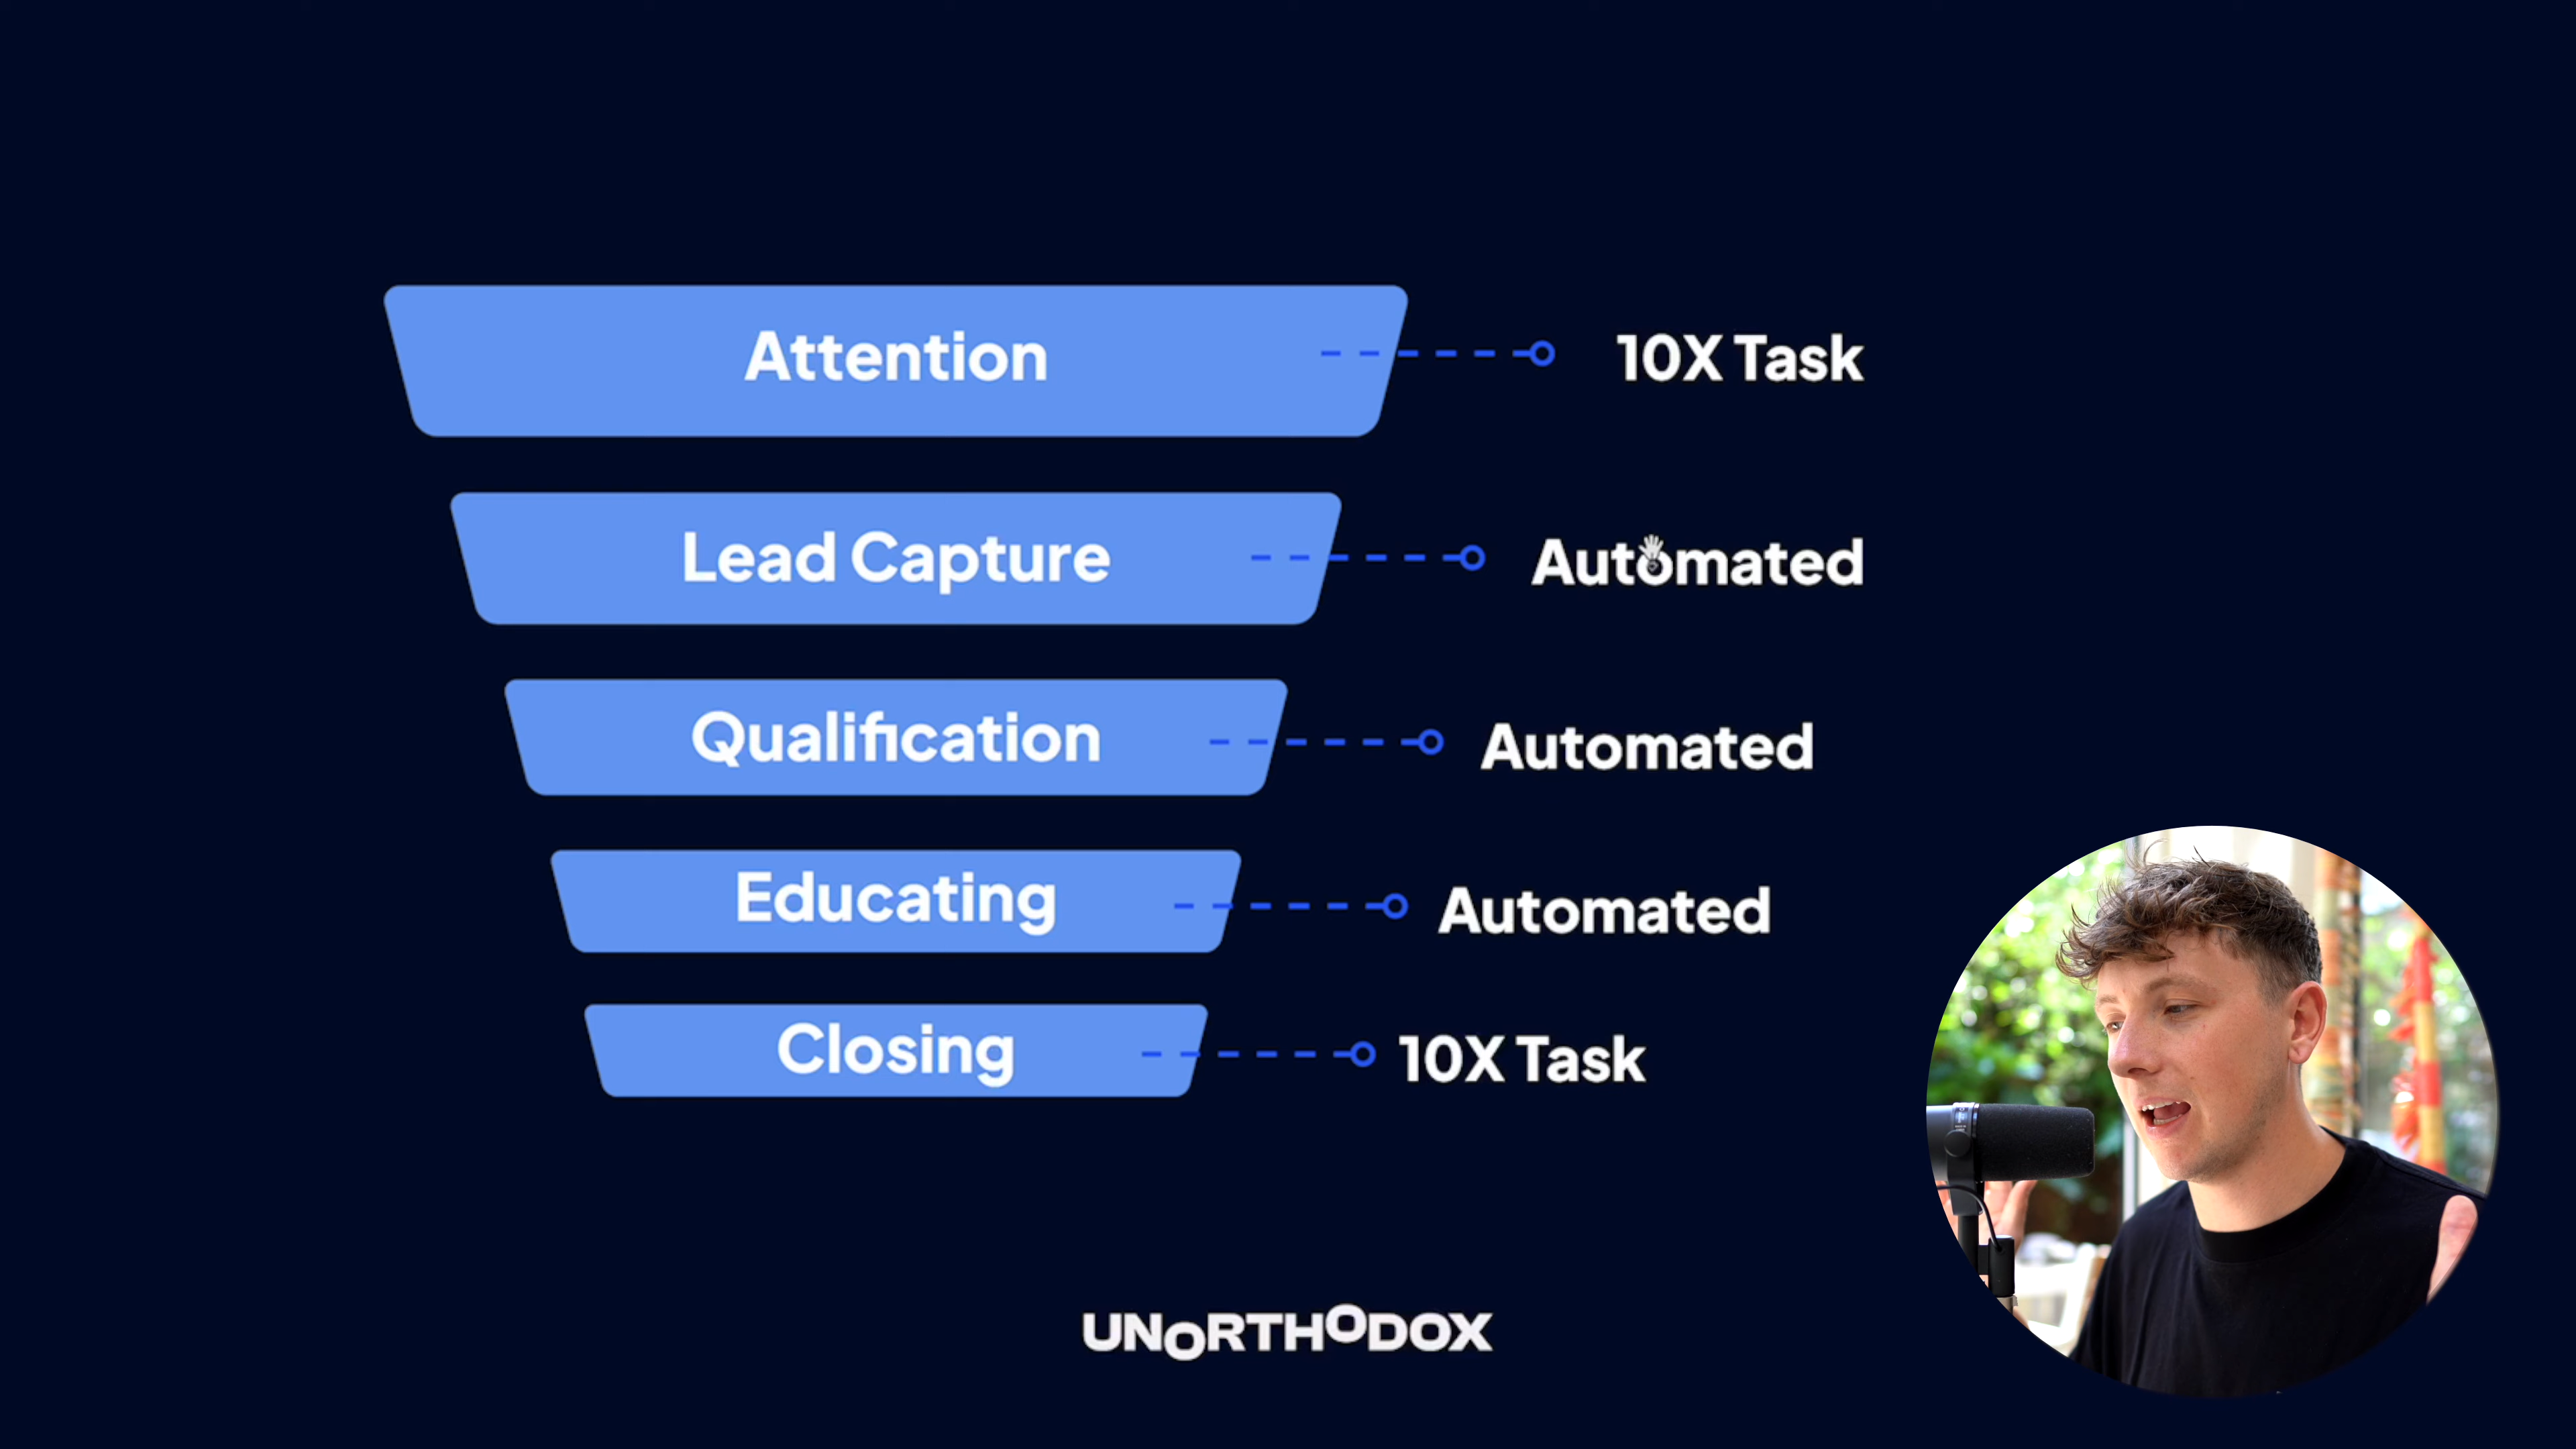 Attention
10X Task
Lead Capture
Automated
Qualification
Automated
Educating
Automated
Closing
10X Task
UNORTHODOX